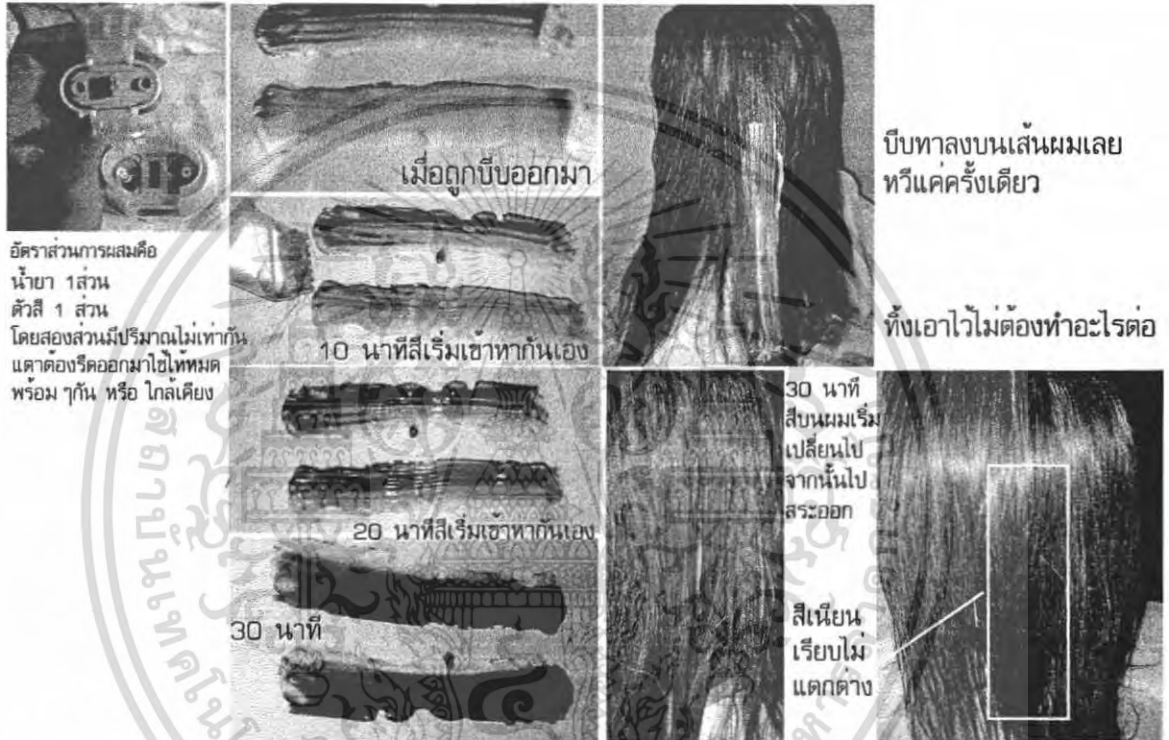 อัตราส่วนการผสมคือ
น้ำยา 1ส่วน
ตัวสี 1 ส่วน
โดยสองส่วนมีปริมาณไม่เท่ากัน
แตาต้องรีดออกมาใช้ให้หมด
พร้อม ๆกัน หรือ ใกล้เคียง
เมื่อถูกบีบออกมา
10 นาทีสีเริ่มเข้าหากันเอง
20 นาทีสีเริ่มเข้าหากันเอง
30 นาที
บีบทาลงบนเส้นผมเลย
หวีแค่ครั้งเดียว
ทิ้งเอาไว้ไม่ต้องทำอะไรต่อ
30 นาที
สีบนผมเริ่ม
เปลี่ยนไป
จากนั้นไป
สระออก
สีเนียน
เรียบไม่
แตกต่าง